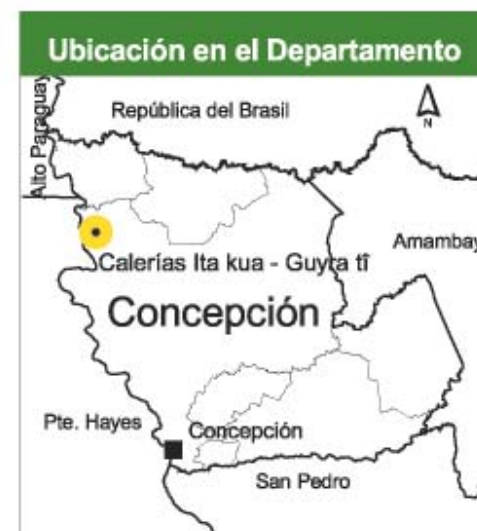 Ubicación en el Departamento
República del Brasil
Alto Paraguay
N
Amambay
Calerías Ita kua - Guyra tî
Concepción
Pte. Hayes
Concepción
San Pedro